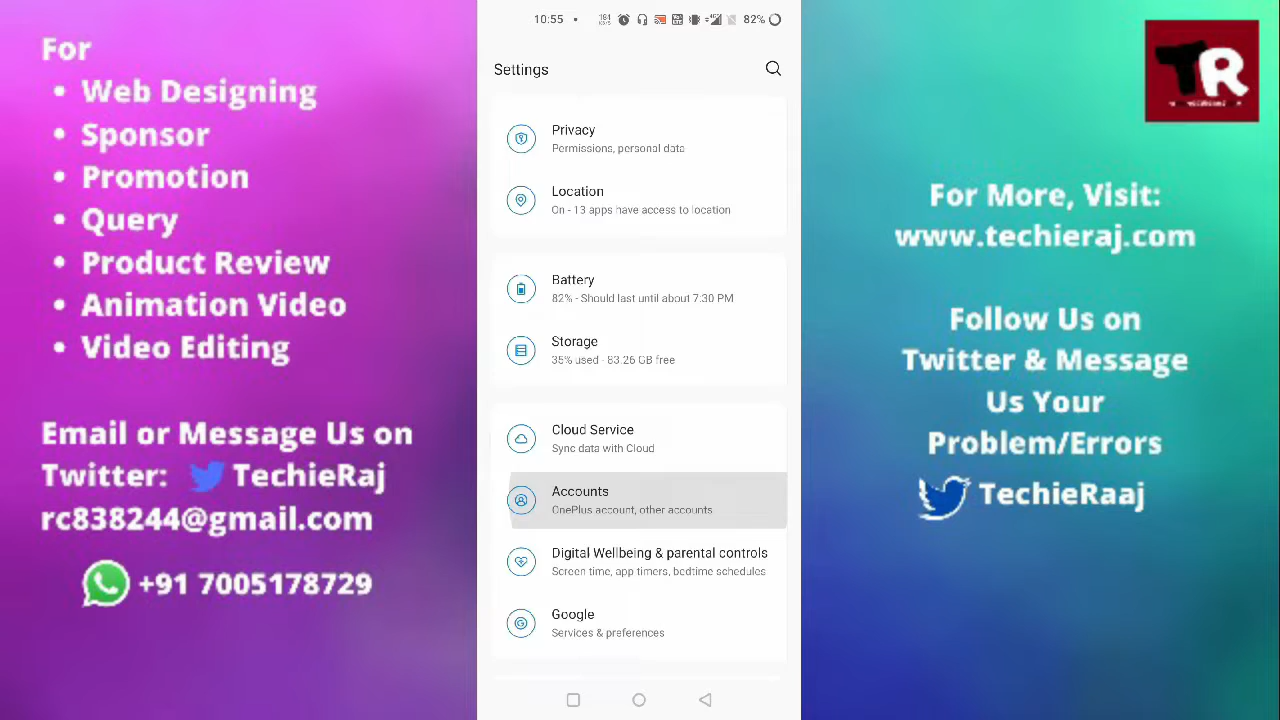 For
• Web Designing
• Sponsor
• Promotion
• Query
• Product Review
• Animation Video
• Video Editing
Email or Message Us on
Twitter: TechieRaj
rc838244@gmail.com
+91 7005178729
10:55
82%
Settings
Privacy
Permissions, personal data
Location
On - 13 apps have access to location
Battery
82% - Should last until about 7:30 PM
Storage
35% used - 83.26 GB free
Cloud Service
Sync data with Cloud
Accounts
OnePlus account, other accounts
Digital Wellbeing & parental controls
Screen time, app timers, bedtime schedules
Google
Services & preferences
TR
For More, Visit:
www.techieraj.com
Follow Us on
Twitter & Message
Us Your
Problem/Errors
TechieRaaj